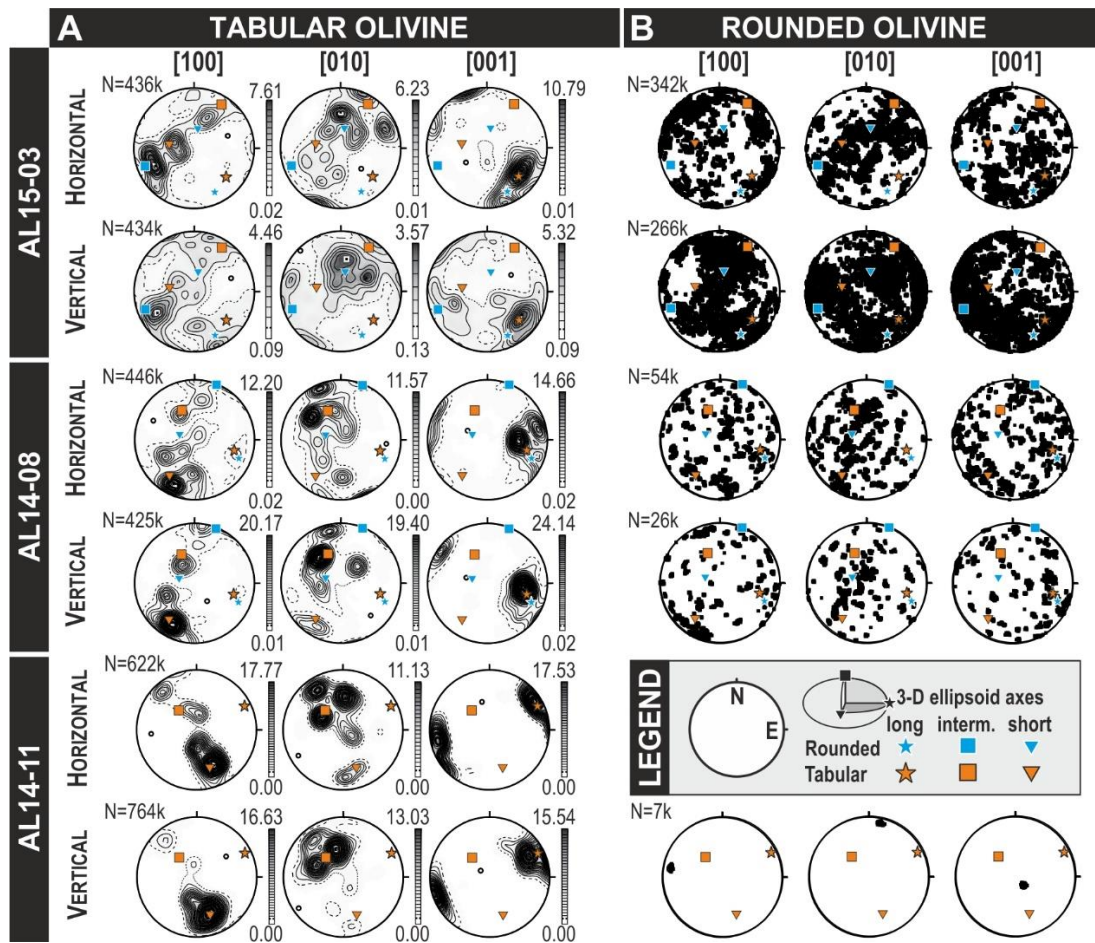 A TABULAR OLIVINE
[100] [010] [001]
AL15-03
HORIZONTAL
N=436k
7.61 6.23 10.79
0.02 0.01 0.01
VERTICAL
N=434k
4.46 3.57 5.32
0.09 0.13 0.09
AL14-08
HORIZONTAL
N=446k
12.20 11.57 14.66
0.02 0.00 0.02
VERTICAL
N=425k
20.17 19.40 24.14
0.01 0.01 0.02
AL14-11
HORIZONTAL
N=622k
17.77 11.13 17.53
0.00 0.00 0.00
VERTICAL
N=764k
16.63 13.03 15.54
0.00 0.00 0.00
B ROUNDED OLIVINE
[100] [010] [001]
N=342k
N=266k
N=54k
N=26k
LEGEND
N
E
3-D ellipsoid axes
long interm. short
Rounded
Tabular
N=7k